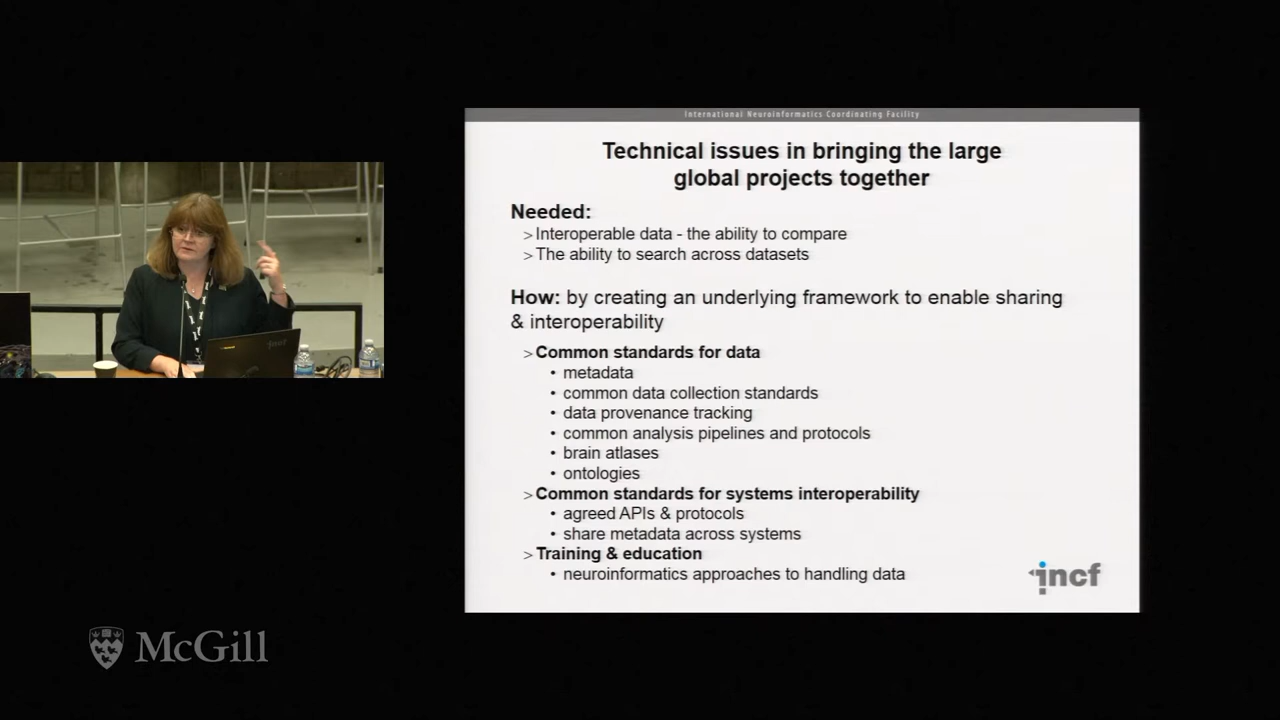 International Neuroinformatics Coordinating Facility
Technical issues in bringing the large
global projects together
Needed:
> Interoperable data - the ability to compare
> The ability to search across datasets
How: by creating an underlying framework to enable sharing
& interoperability
> Common standards for data
• metadata
• common data collection standards
• data provenance tracking
• common analysis pipelines and protocols
• brain atlases
• ontologies
> Common standards for systems interoperability
• agreed APIs & protocols
• share metadata across systems
> Training & education
• neuroinformatics approaches to handling data
incf
incf
McGill